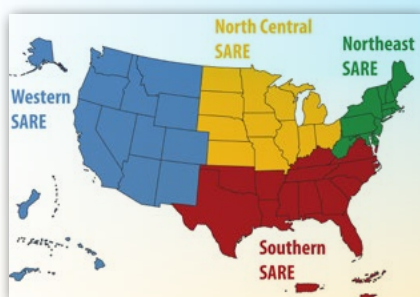 North Central
SARE
Northeast
SARE
Western
SARE
Southern
SARE